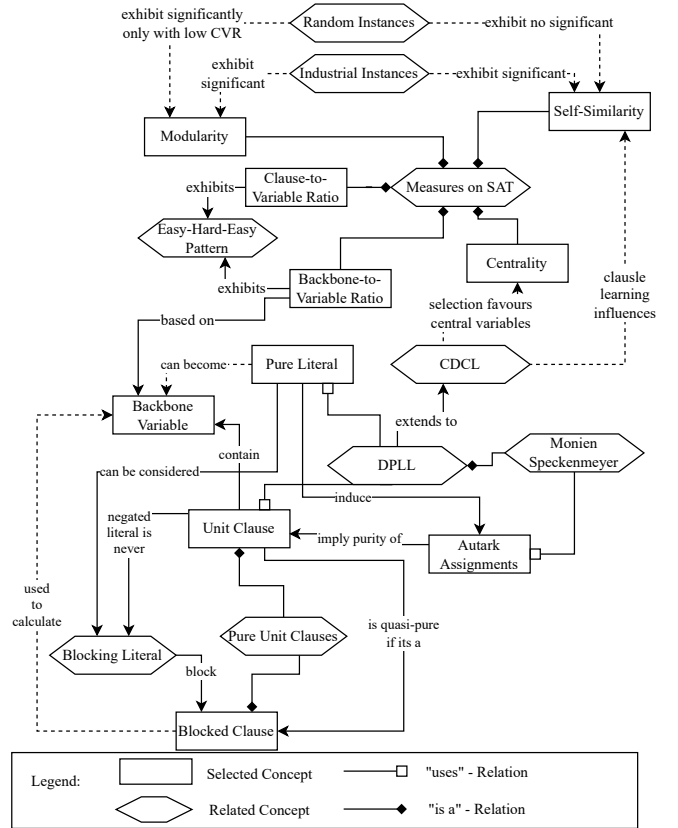 exhibit significantly
only with low CVR
Random Instances
exhibit no significant
exhibit
significant
Industrial Instances
exhibit significant
Self-Similarity
Modularity
exhibits
Clause-to-
Variable Ratio
Measures on SAT
Easy-Hard-Easy
Pattern
Centrality
exhibits
Backbone-to-
Variable Ratio
clausle
learning
influences
selection favours
central variables
based on
can become
Pure Literal
CDCL
Backbone
Variable
extends to
contain
Monien
Speckenmeyer
can be considered
DPLL
induce
negated
literal is
never
Unit Clause
imply purity of
Autark
Assignments
used
to
calculate
is quasi-pure
if its a
Pure Unit Clauses
Blocking Literal
block
Blocked Clause
Legend:
Selected Concept
"uses" - Relation
Related Concept
"is a" - Relation